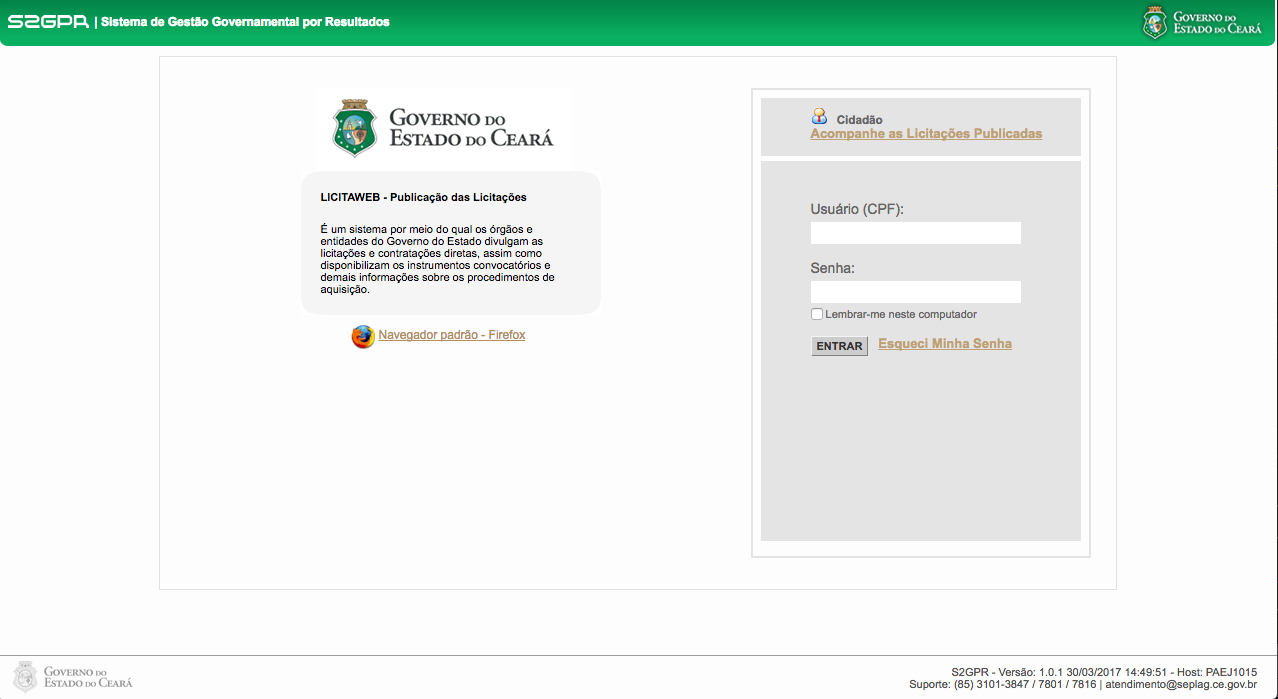 S2GPR | Sistema de Gestão Governamental por Resultados
GOVERNO DO
ESTADO DO CEARÁ
GOVERNO DO
ESTADO DO CEARÁ
LICITAWEB - Publicação das Licitações
É um sistema por meio do qual os órgãos e
entidades do Governo do Estado divulgam as
licitações e contratações diretas, assim como
disponibilizam os instrumentos convocatórios e
demais informações sobre os procedimentos de
aquisição.
Navegador padrão - Firefox
Cidadão
Acompanhe as Licitações Publicadas
Usuário (CPF):
Senha:
Lembrar-me neste computador
ENTRAR Esqueci Minha Senha
GOVERNO DO
ESTADO DO CEARÁ
S2GPR - Versão: 1.0.1 30/03/2017 14:49:51 - Host: PAEJ1015
Suporte: (85) 3101-3847 / 7801 / 7816 | atendimento@seplag.ce.gov.br